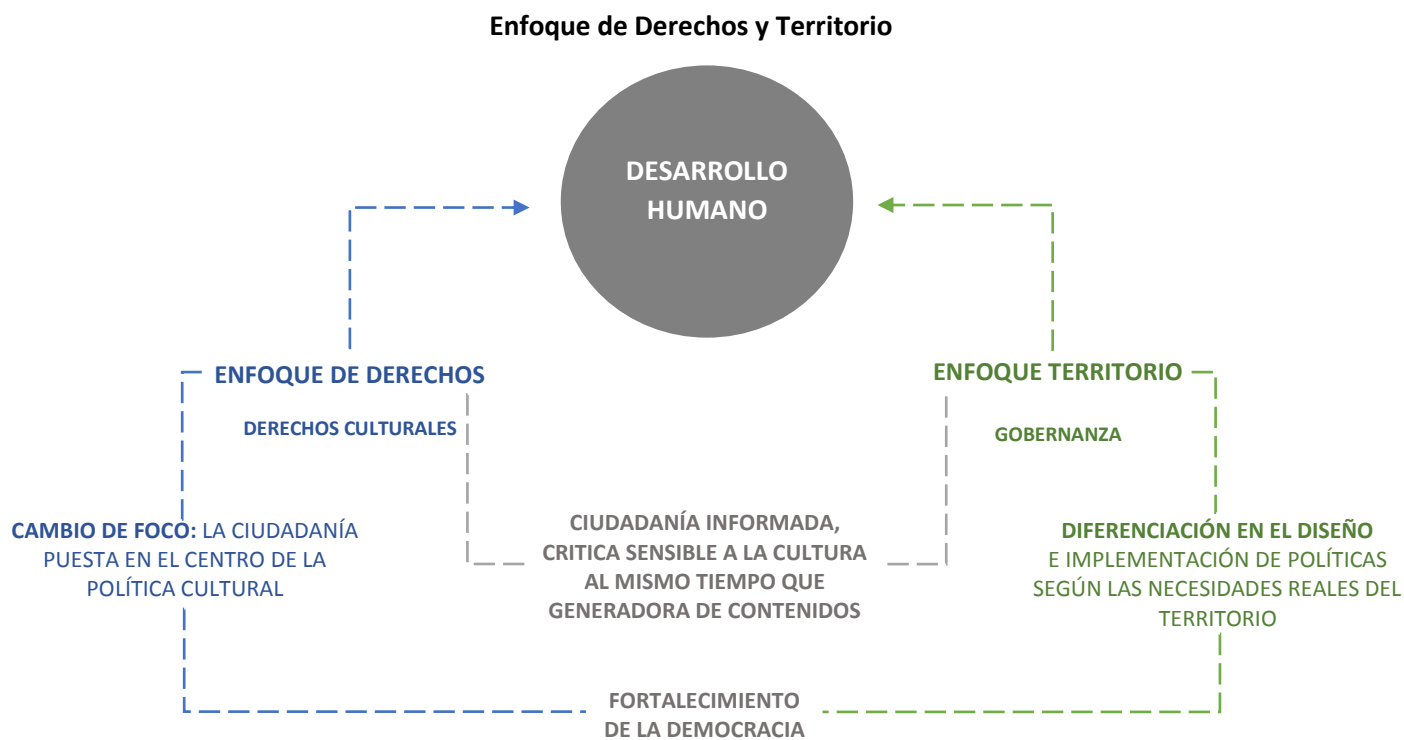 Enfoque de Derechos y Territorio
DESARROLLO
HUMANO
ENFOQUE DE DERECHOS
DERECHOS CULTURALES
ENFOQUE TERRITORIO
GOBERNANZA
CAMBIO DE FOCO: LA CIUDADANÍA
PUESTA EN EL CENTRO DE LA
POLÍTICA CULTURAL
CIUDADANÍA INFORMADA,
CRITICA SENSIBLE A LA CULTURA
AL MISMO TIEMPO QUE
GENERADORA DE CONTENIDOS
DIFERENCIACIÓN EN EL DISEÑO
E IMPLEMENTACIÓN DE POLÍTICAS
SEGÚN LAS NECESIDADES REALES DEL
TERRITORIO
FORTALECIMIENTO
DE LA DEMOCRACIA